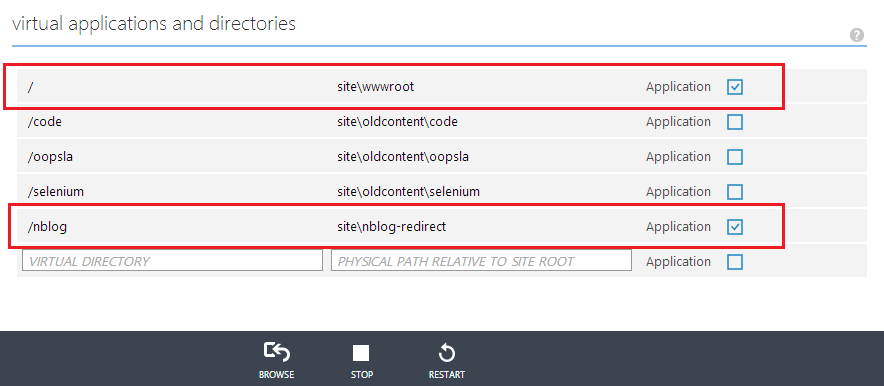 virtual applications and directories
?
/ site\wwwroot Application
/code site\oldcontent\code Application
/oopsla site\oldcontent\oopsla Application
/selenium site\oldcontent\selenium Application
/nblog site\nblog-redirect Application
VIRTUAL DIRECTORY PHYSICAL PATH RELATIVE TO SITE ROOT Application
BROWSE STOP RESTART